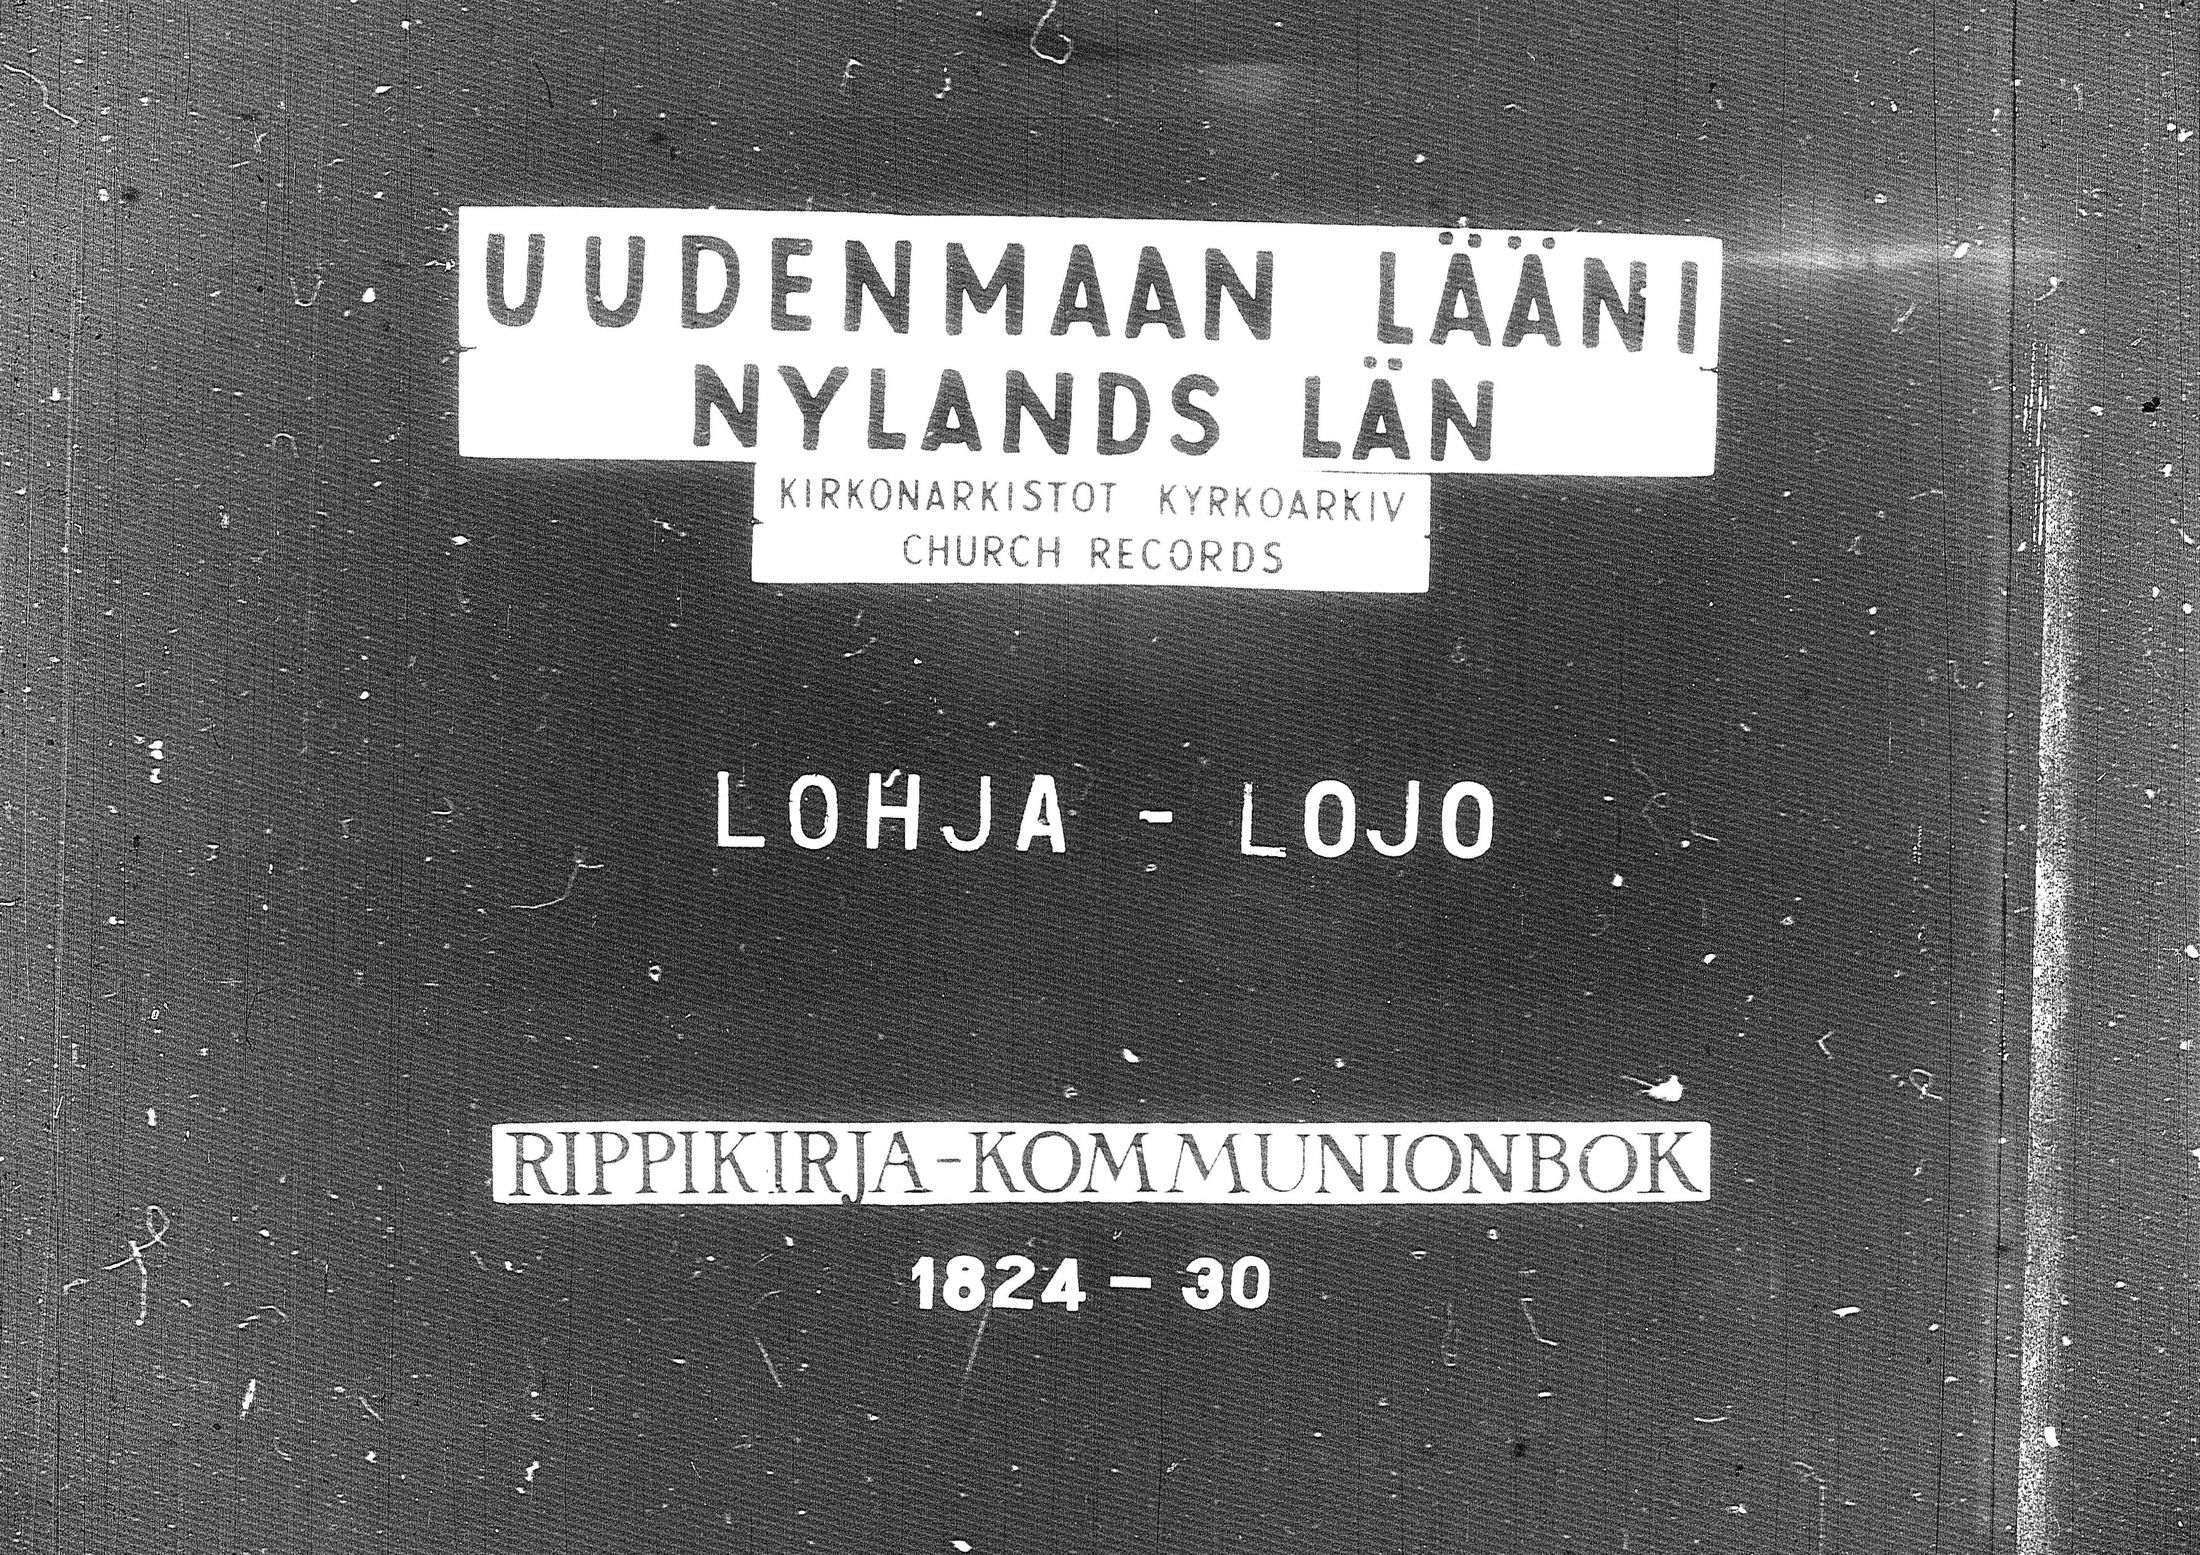 UUDENMAAN LÄÄNI
NYLANDS LÄN
KIRKONARKISTOT KYRKOARKIV
CHURCH RECORDS
LOHJA - LOJO
RIPPIKIRJA-KOMMUNIONBOK
1824 - 30